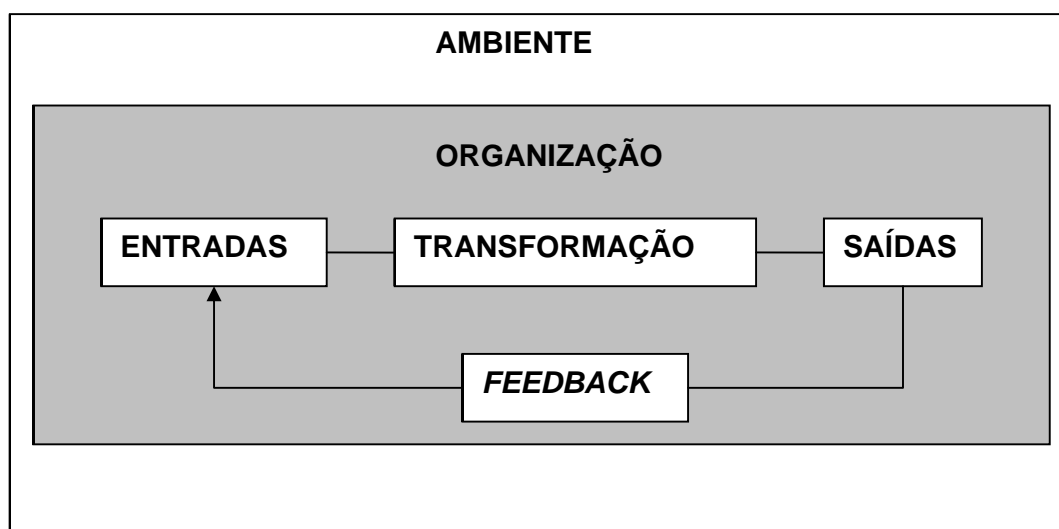 AMBIENTE
ORGANIZAÇÃO
ENTRADAS
TRANSFORMAÇÃO
SAÍDAS
FEEDBACK